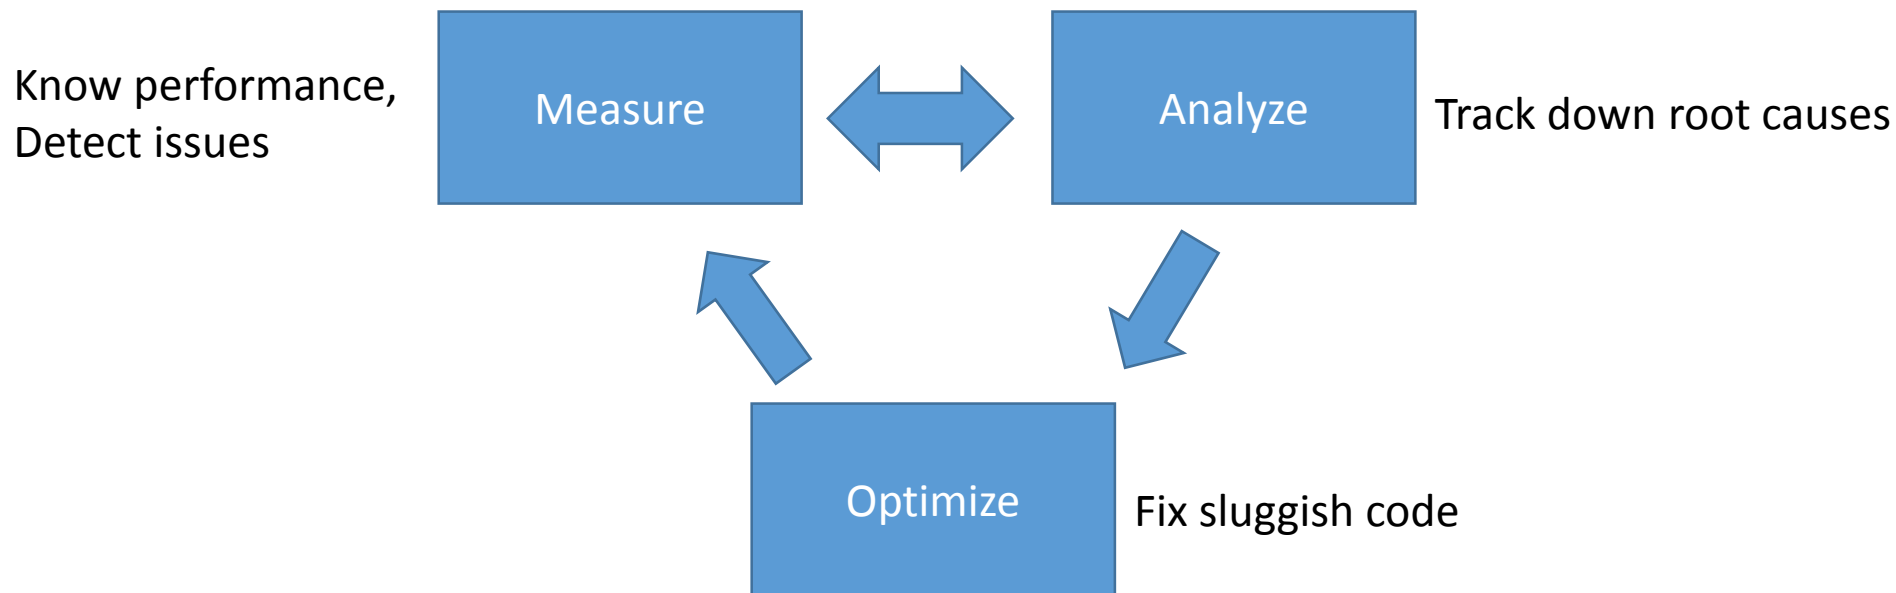 Know performance,
Detect issues
Measure
Analyze
Track down root causes
Optimize
Fix sluggish code